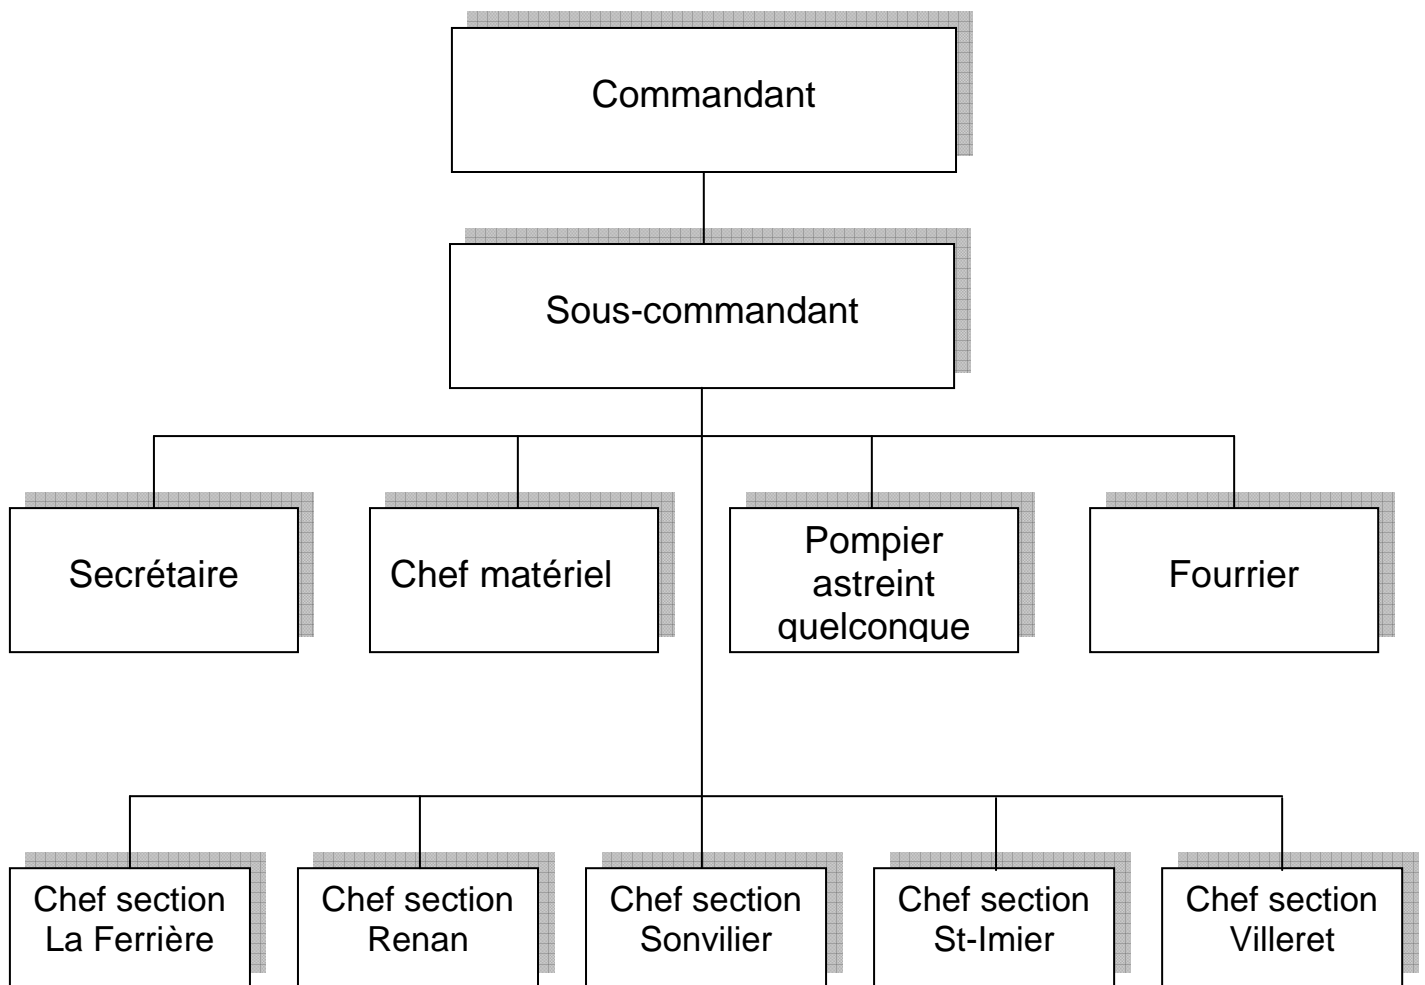 Commandant
Sous-commandant
Secrétaire
Chef matériel
Pompier
astreint
quelconque
Fourrier
Chef section
La Ferrière
Chef section
Renan
Chef section
Sonvilier
Chef section
St-Imier
Chef section
Villeret